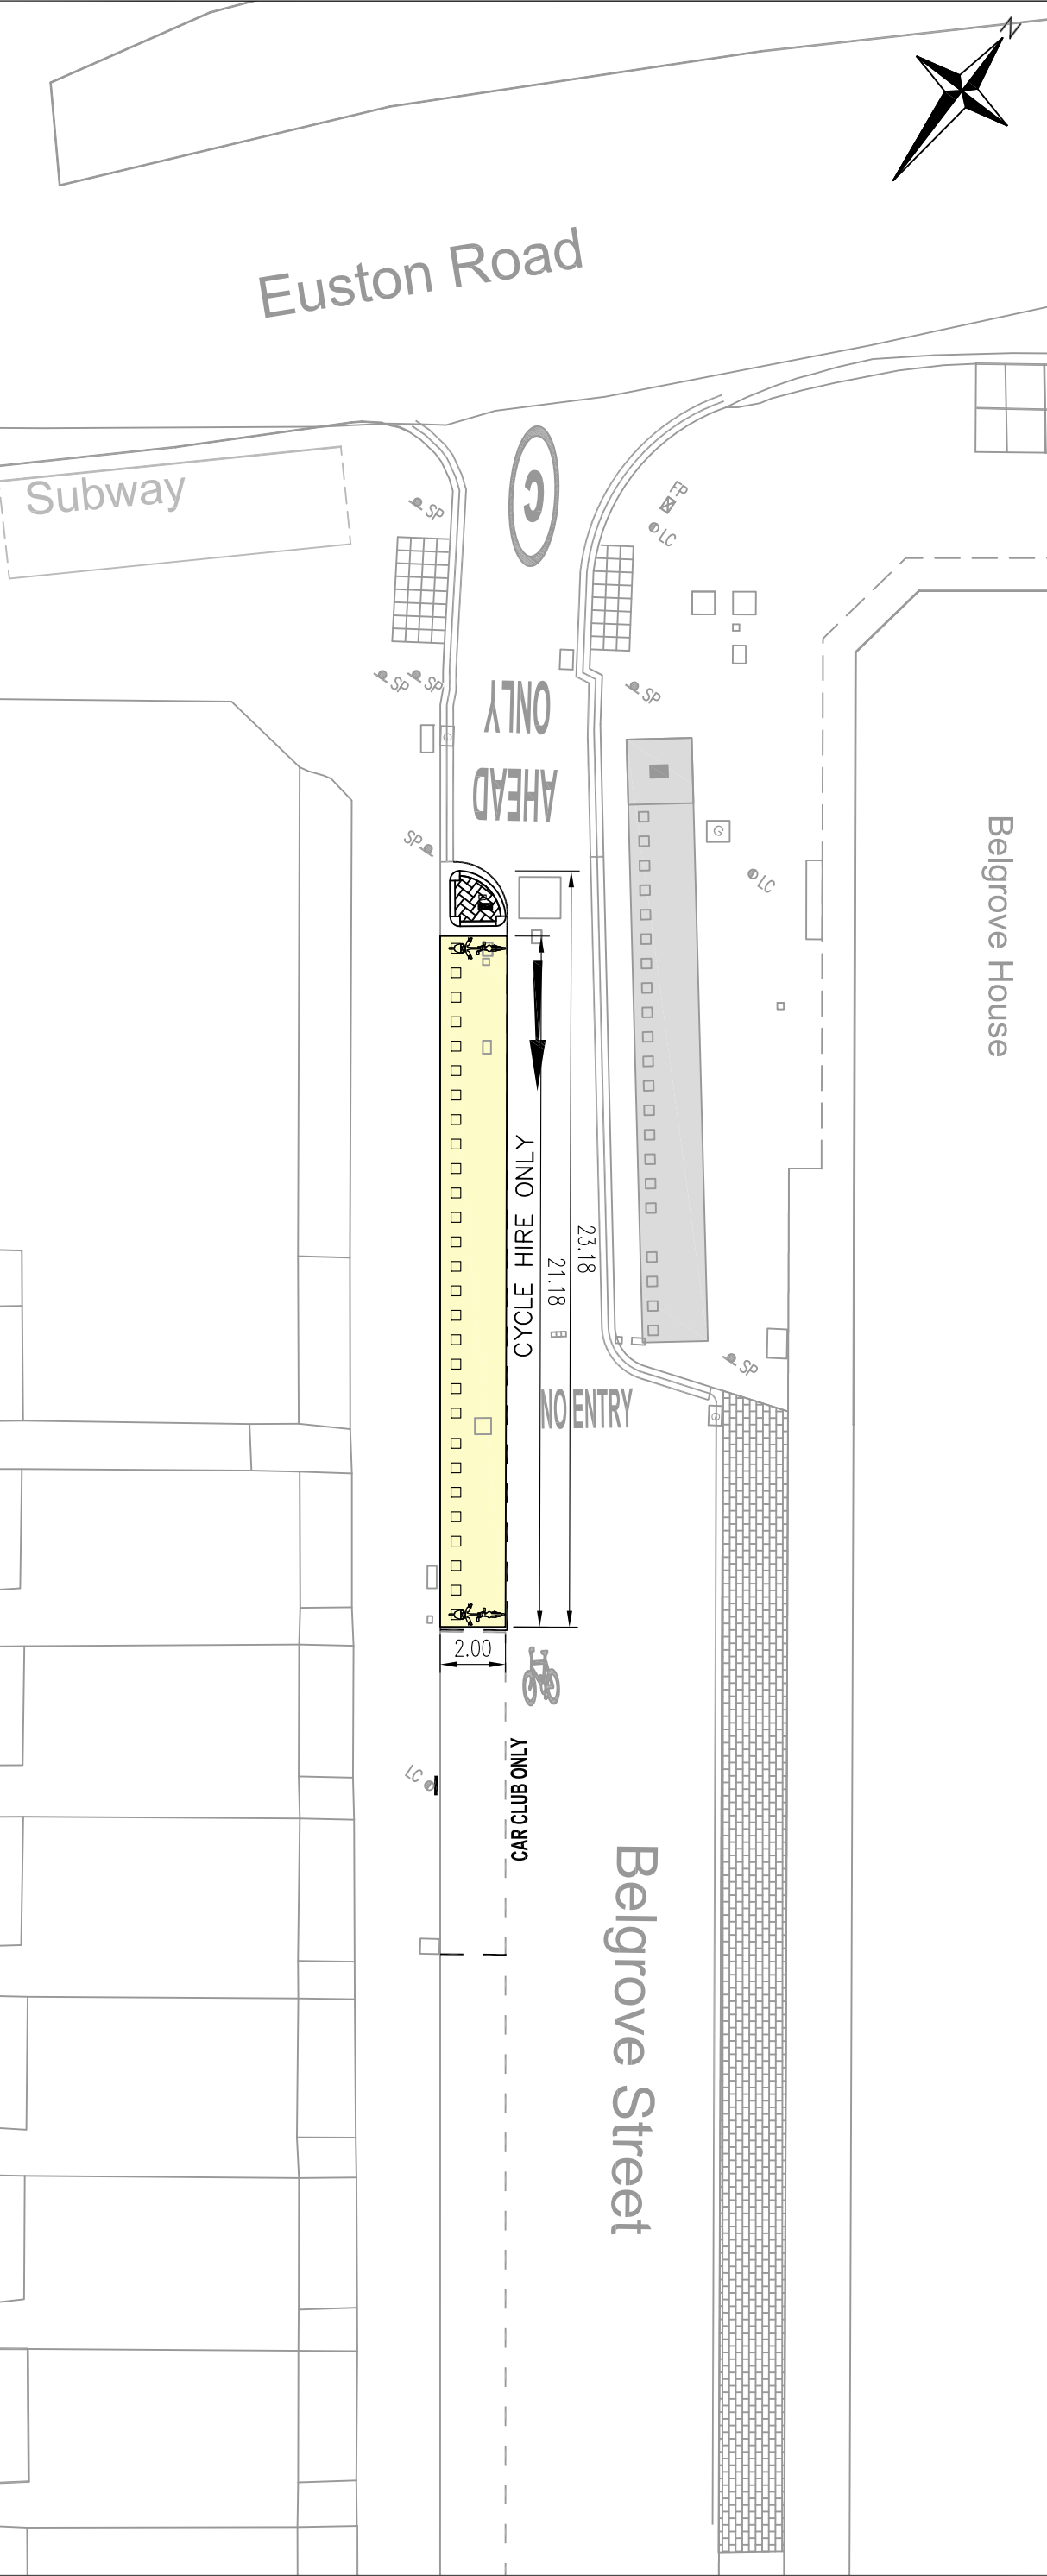 N
Euston Road
Subway
C
SP
FP
LC
SP
SP
SP
ONLY
G
AHEAD
SP
G
LC
Belgrove House
CYCLE HIRE ONLY
21.18
23.18
NO ENTRY
SP
G
2.00
LC
CAR CLUB ONLY
Belgrove Street